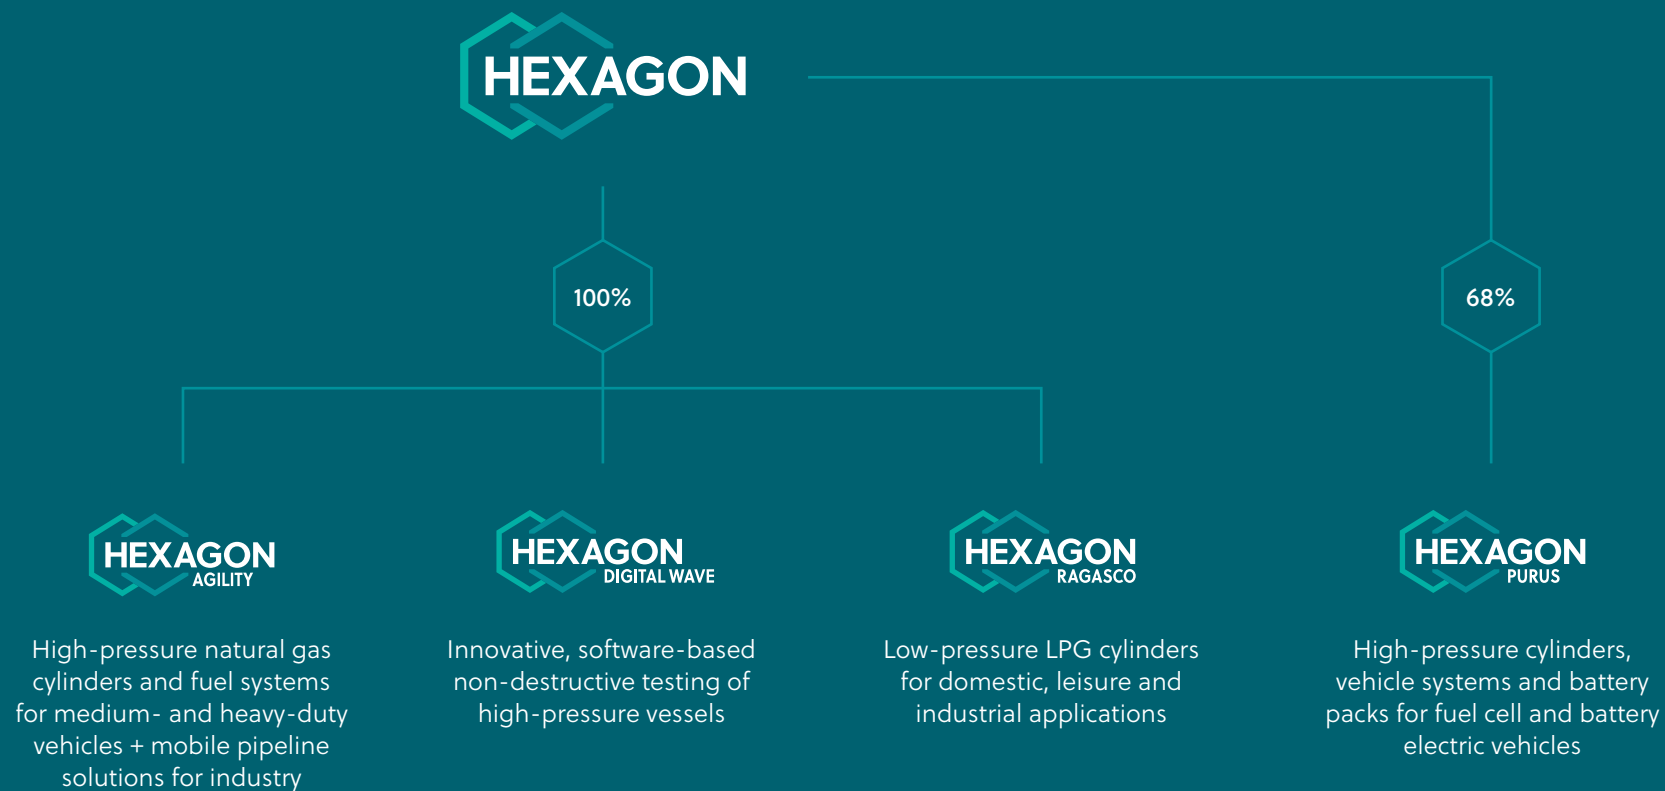 HEXAGON
100%
68%
HEXAGON
AGILITY
High-pressure natural gas
cylinders and fuel systems
for medium- and heavy-duty
vehicles + mobile pipeline
solutions for industry
HEXAGON
DIGITAL WAVE
Innovative, software-based
non-destructive testing of
high-pressure vessels
HEXAGON
RAGASCO
Low-pressure LPG cylinders
for domestic, leisure and
industrial applications
HEXAGON
PURUS
High-pressure cylinders,
vehicle systems and battery
packs for fuel cell and battery
electric vehicles